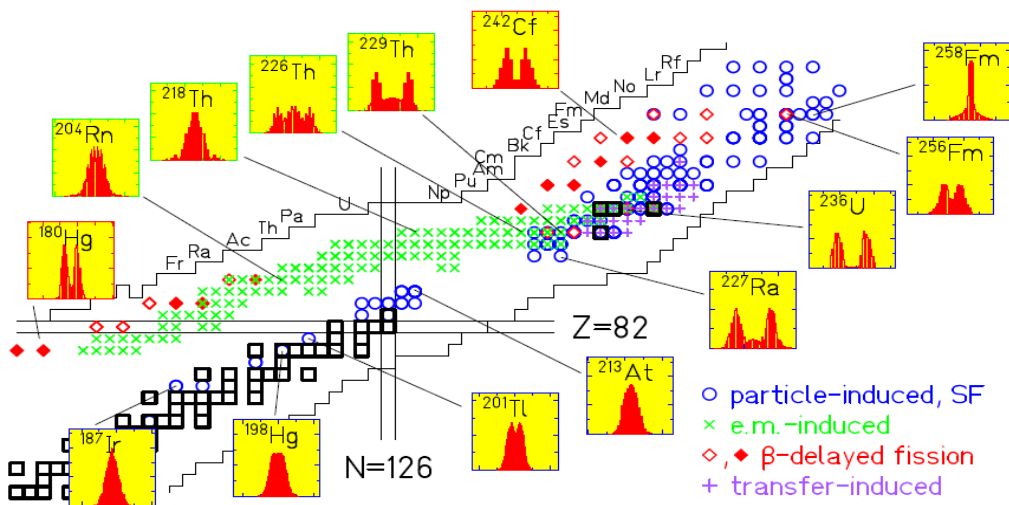 ²⁴²Cf
²²⁹Th
²²⁶Th
²⁵⁸Fm
²¹⁸Th
²⁰⁴Rn
²⁵⁶Fm
²³⁶U
¹⁸⁰Hg
²²⁷Ra
Fr
Ra
Ac
Th
Pa
U
Np
Pu
Am
Cm
Bk
Cf
Es
Fm
Md
No
Lr
Rf
Z=82
²¹³At
²⁰¹Tl
¹⁹⁸Hg
¹⁸⁷Ir
N=126
particle-induced, SF
e.m.-induced
, β-delayed fission
transfer-induced